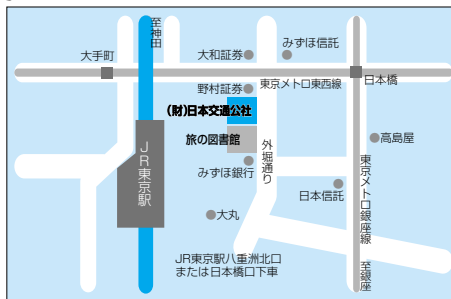 至神田
大手町
大和証券
みずほ信託
日本橋
野村証券
東京メトロ東西線
(財)日本交通公社
旅の図書館
外堀通り
高島屋
JR東京駅
みずほ銀行
日本信託
大丸
東京メトロ銀座線
至銀座
JR東京駅八重洲北口
または日本橋口下車